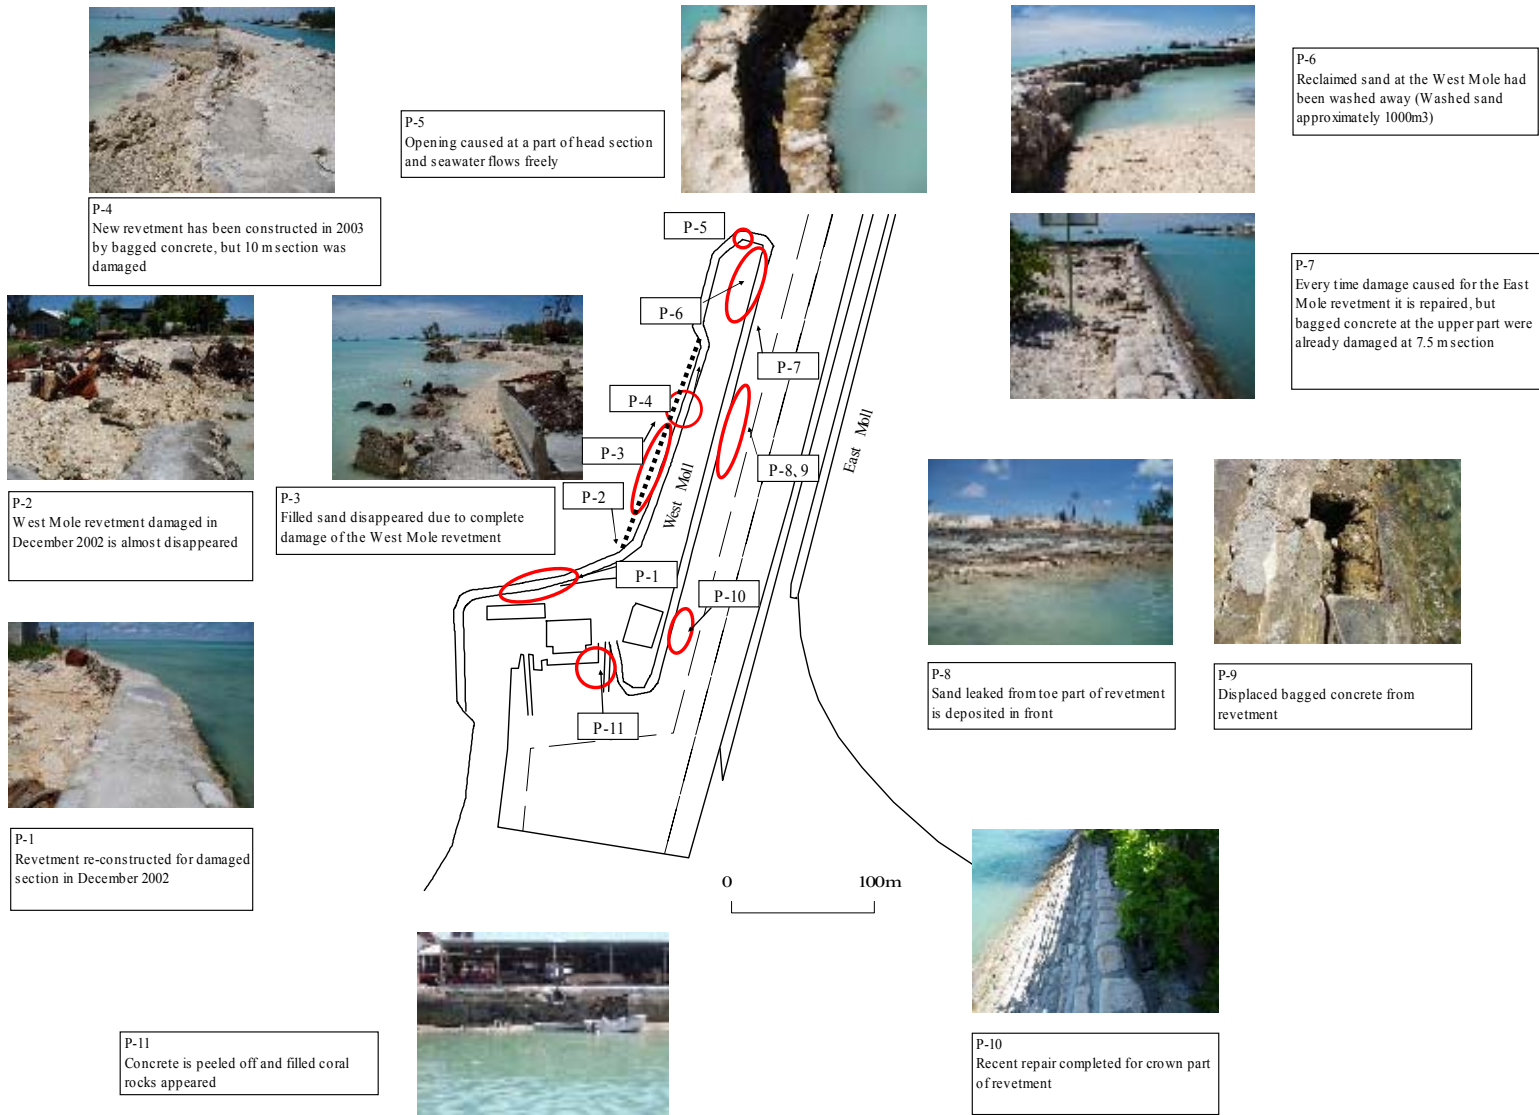 P-6
Reclaimed sand at the West Mole had
been washed away (Washed sand
approximately 1000m3)
P-5
Opening caused at a part of head section
and seawater flows freely
P-4
New revetment has been constructed in 2003
by bagged concrete, but 10 m section was
damaged
P-7
Every time damage caused for the East
Mole revetment it is repaired, but
bagged concrete at the upper part were
already damaged at 7.5 m section
P-2
West Mole revetment damaged in
December 2002 is almost disappeared
P-3
Filled sand disappeared due to complete
damage of the West Mole revetment
P-5
P-6
P-7
P-4
P-3
P-8、9
P-2
P-1
P-10
P-11
West Moll
East Moll
P-8
Sand leaked from toe part of revetment
is deposited in front
P-9
Displaced bagged concrete from
revetment
P-1
Revetment re-constructed for damaged
section in December 2002
0 100m
P-11
Concrete is peeled off and filled coral
rocks appeared
P-10
Recent repair completed for crown part
of revetment